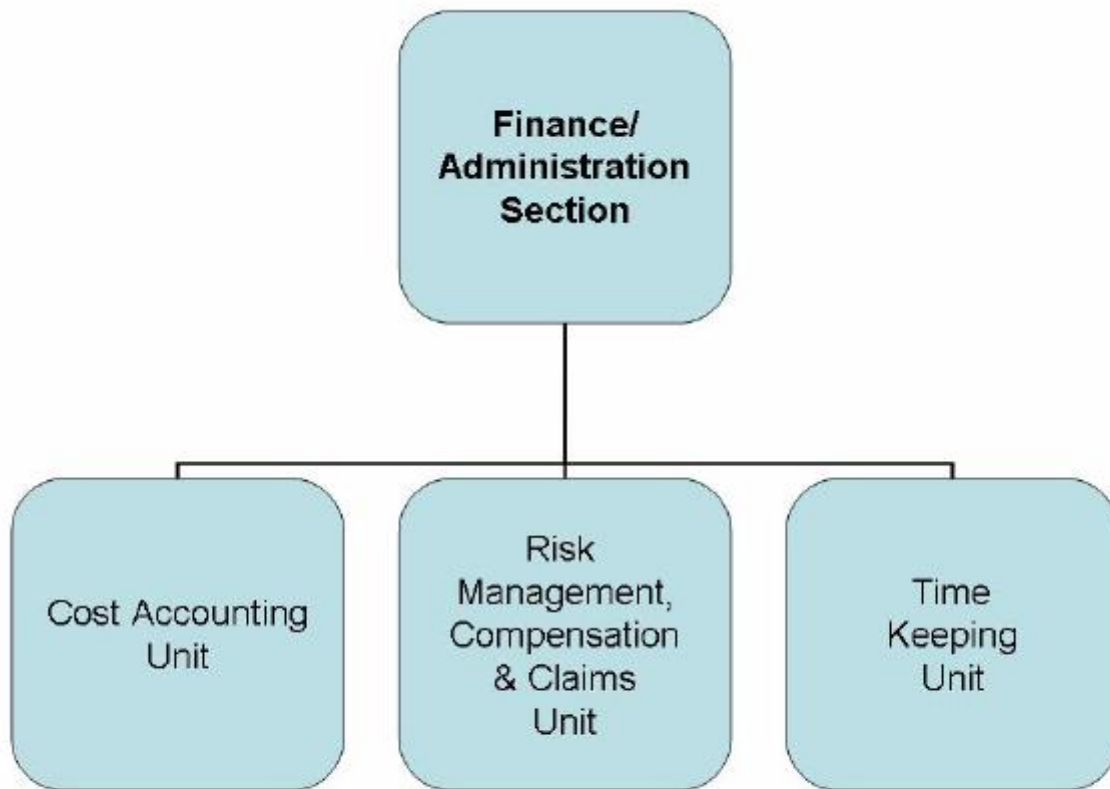 Finance/
Administration
Section
Cost Accounting
Unit
Risk
Management,
Compensation
& Claims
Unit
Time
Keeping
Unit